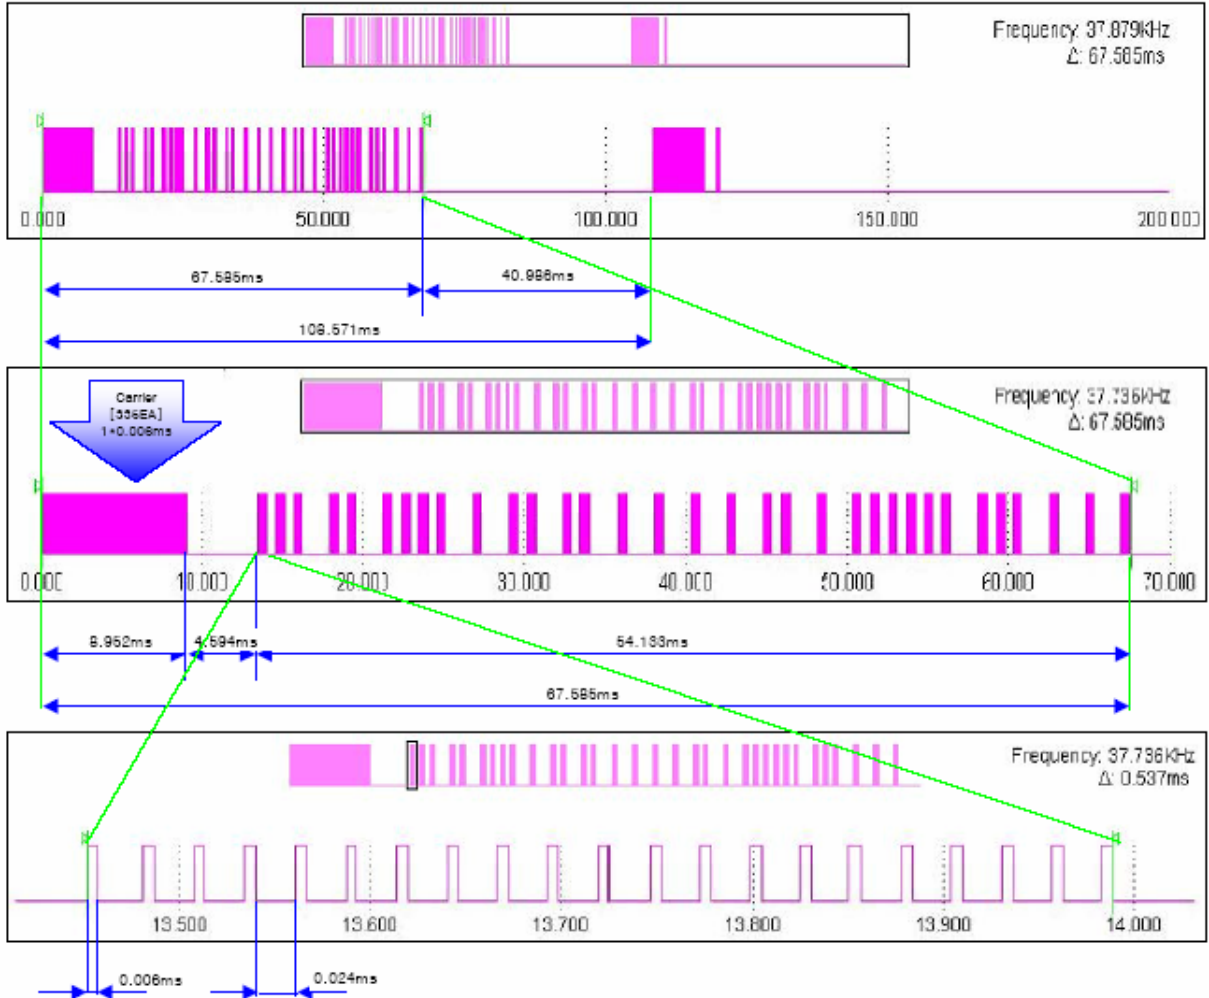 Frequency: 37.879KHz
Δ: 67.585ms
0.000 50.000 100.000 150.000 200.000
67.585ms 40.986ms
108.571ms
Carrier
[336EA]
1*0.006ms
Frequency: 37.736KHz
Δ: 67.585ms
0.000 10.000 20.000 30.000 40.000 50.000 60.000 70.000
8.952ms 4.594ms 54.133ms
67.585ms
Frequency: 37.736KHz
Δ: 0.537ms
13.500 13.600 13.700 13.800 13.900 14.000
0.006ms 0.024ms